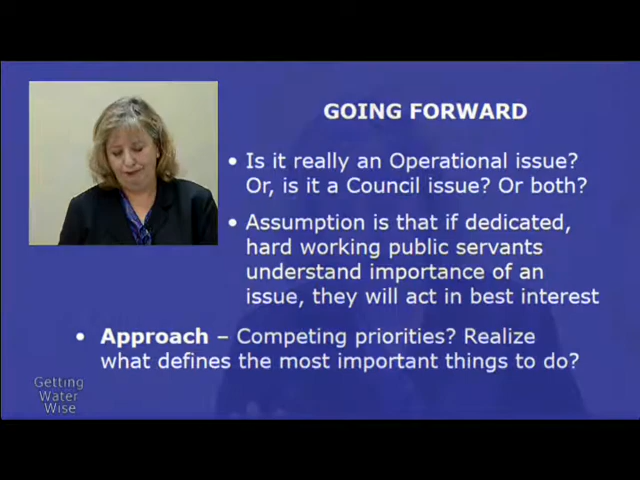 GOING FORWARD
• Is it really an Operational issue?
Or, is it a Council issue? Or both?
• Assumption is that if dedicated,
hard working public servants
understand importance of an
issue, they will act in best interest
• Approach – Competing priorities? Realize
what defines the most important things to do?
Getting
Water
Wise